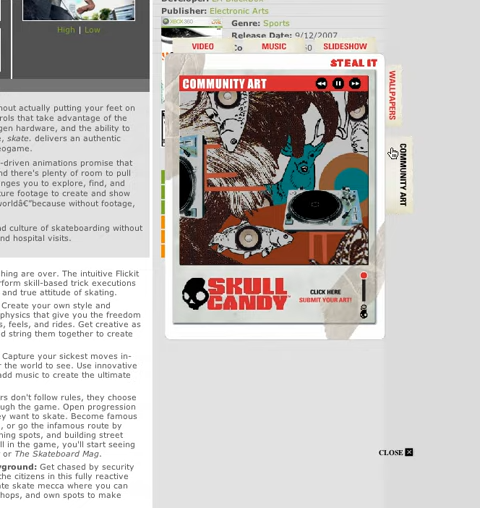 Publisher: Electronic Arts
Genre: Sports
Release Date: 9/12/2007
High | Low
XBOX 360
VIDEO
MUSIC
SLIDESHOW
STEAL IT
COMMUNITY ART
WALLPAPERS
COMMUNITY ART
hout actually putting your feet on
rols that take advantage of the
gen hardware, and the ability to
, skate. delivers an authentic
eogame.
-driven animations promise that
nd there's plenty of room to pull
nges you to explore, find, and
ture footage to create and show
worldâ€"because without footage,
nd culture of skateboarding without
nd hospital visits.
SKULL
CANDY
CLICK HERE
SUBMIT YOUR ART!
hing are over. The intuitive Flickit
rform skill-based trick executions
and true attitude of skating.
Create your own style and
physics that give you the freedom
s, feels, and rides. Get creative as
d string them together to create
Capture your sickest moves in-
r the world to see. Use innovative
add music to create the ultimate
rs don't follow rules, they choose
ugh the game. Open progression
ey want to skate. Become famous
, or go the infamous route by
ning spots, and building street
ll in the game, you'll start seeing
or The Skateboard Mag.
yground: Get chased by security
the citizens in this fully reactive
ate skate mecca where you can
hops, and own spots to make
CLOSE X